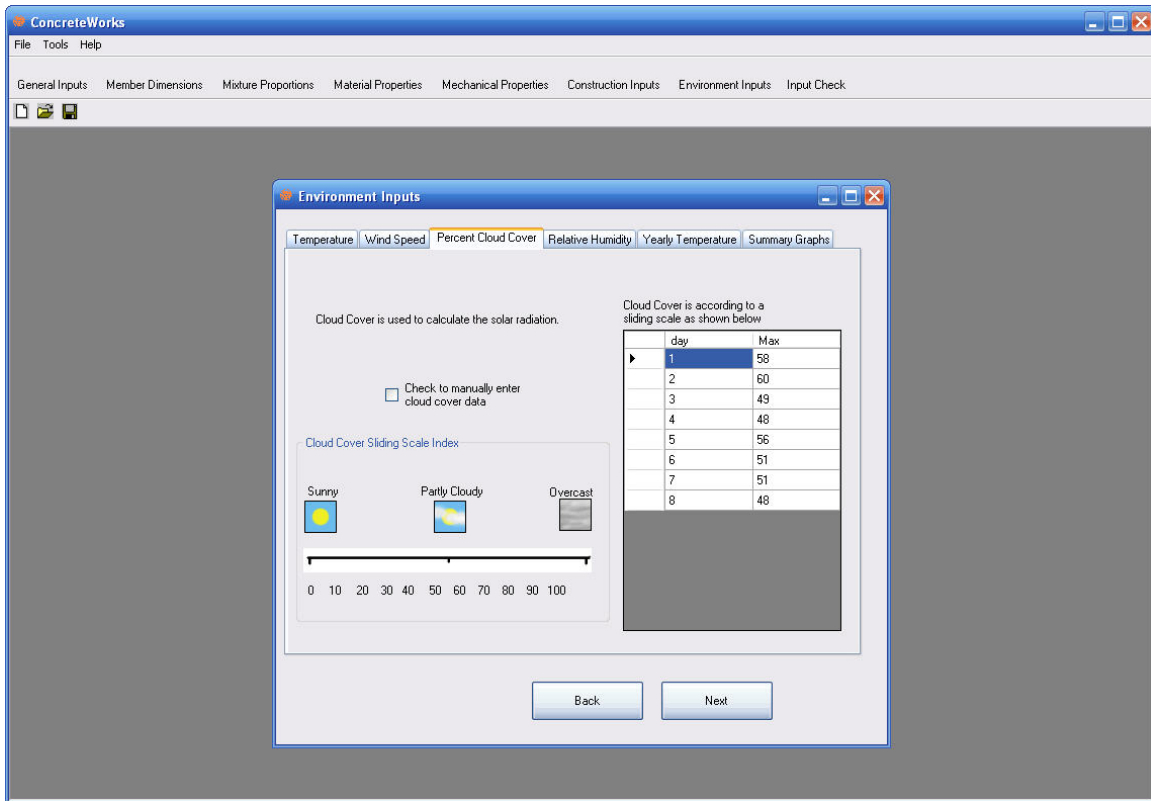 ConcreteWorks
File Tools Help
General Inputs Member Dimensions Mixture Proportions Material Properties Mechanical Properties Construction Inputs Environment Inputs Input Check
Environment Inputs
Temperature Wind Speed Percent Cloud Cover Relative Humidity Yearly Temperature Summary Graphs
Cloud Cover is used to calculate the solar radiation.
Check to manually enter
cloud cover data
Cloud Cover Sliding Scale Index
Sunny Partly Cloudy Overcast
0 10 20 30 40 50 60 70 80 90 100
Cloud Cover is according to a
sliding scale as shown below
day Max
1 58
2 60
3 49
4 48
5 56
6 51
7 51
8 48
Back Next